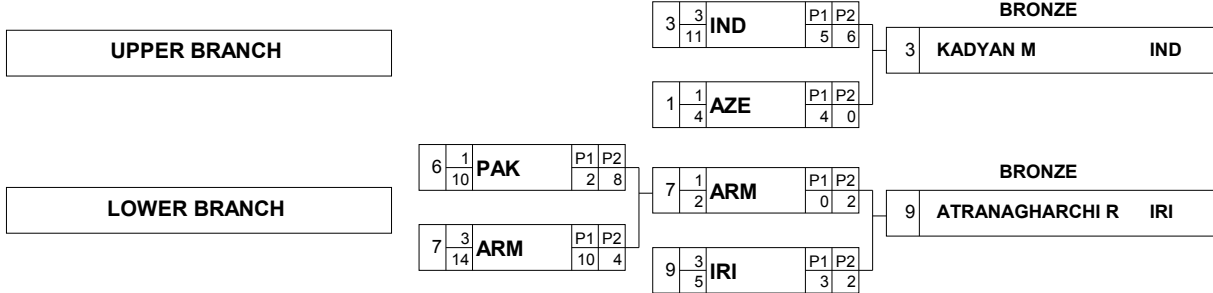 BRONZE
3 3 11 IND P1 P2 5 6
3 KADYAN M IND
UPPER BRANCH
1 1 4 AZE P1 P2 4 0
6 1 10 PAK P1 P2 2 8
BRONZE
7 1 2 ARM P1 P2 0 2
9 ATRANAGHARCHI R IRI
LOWER BRANCH
7 3 14 ARM P1 P2 10 4
9 3 5 IRI P1 P2 3 2